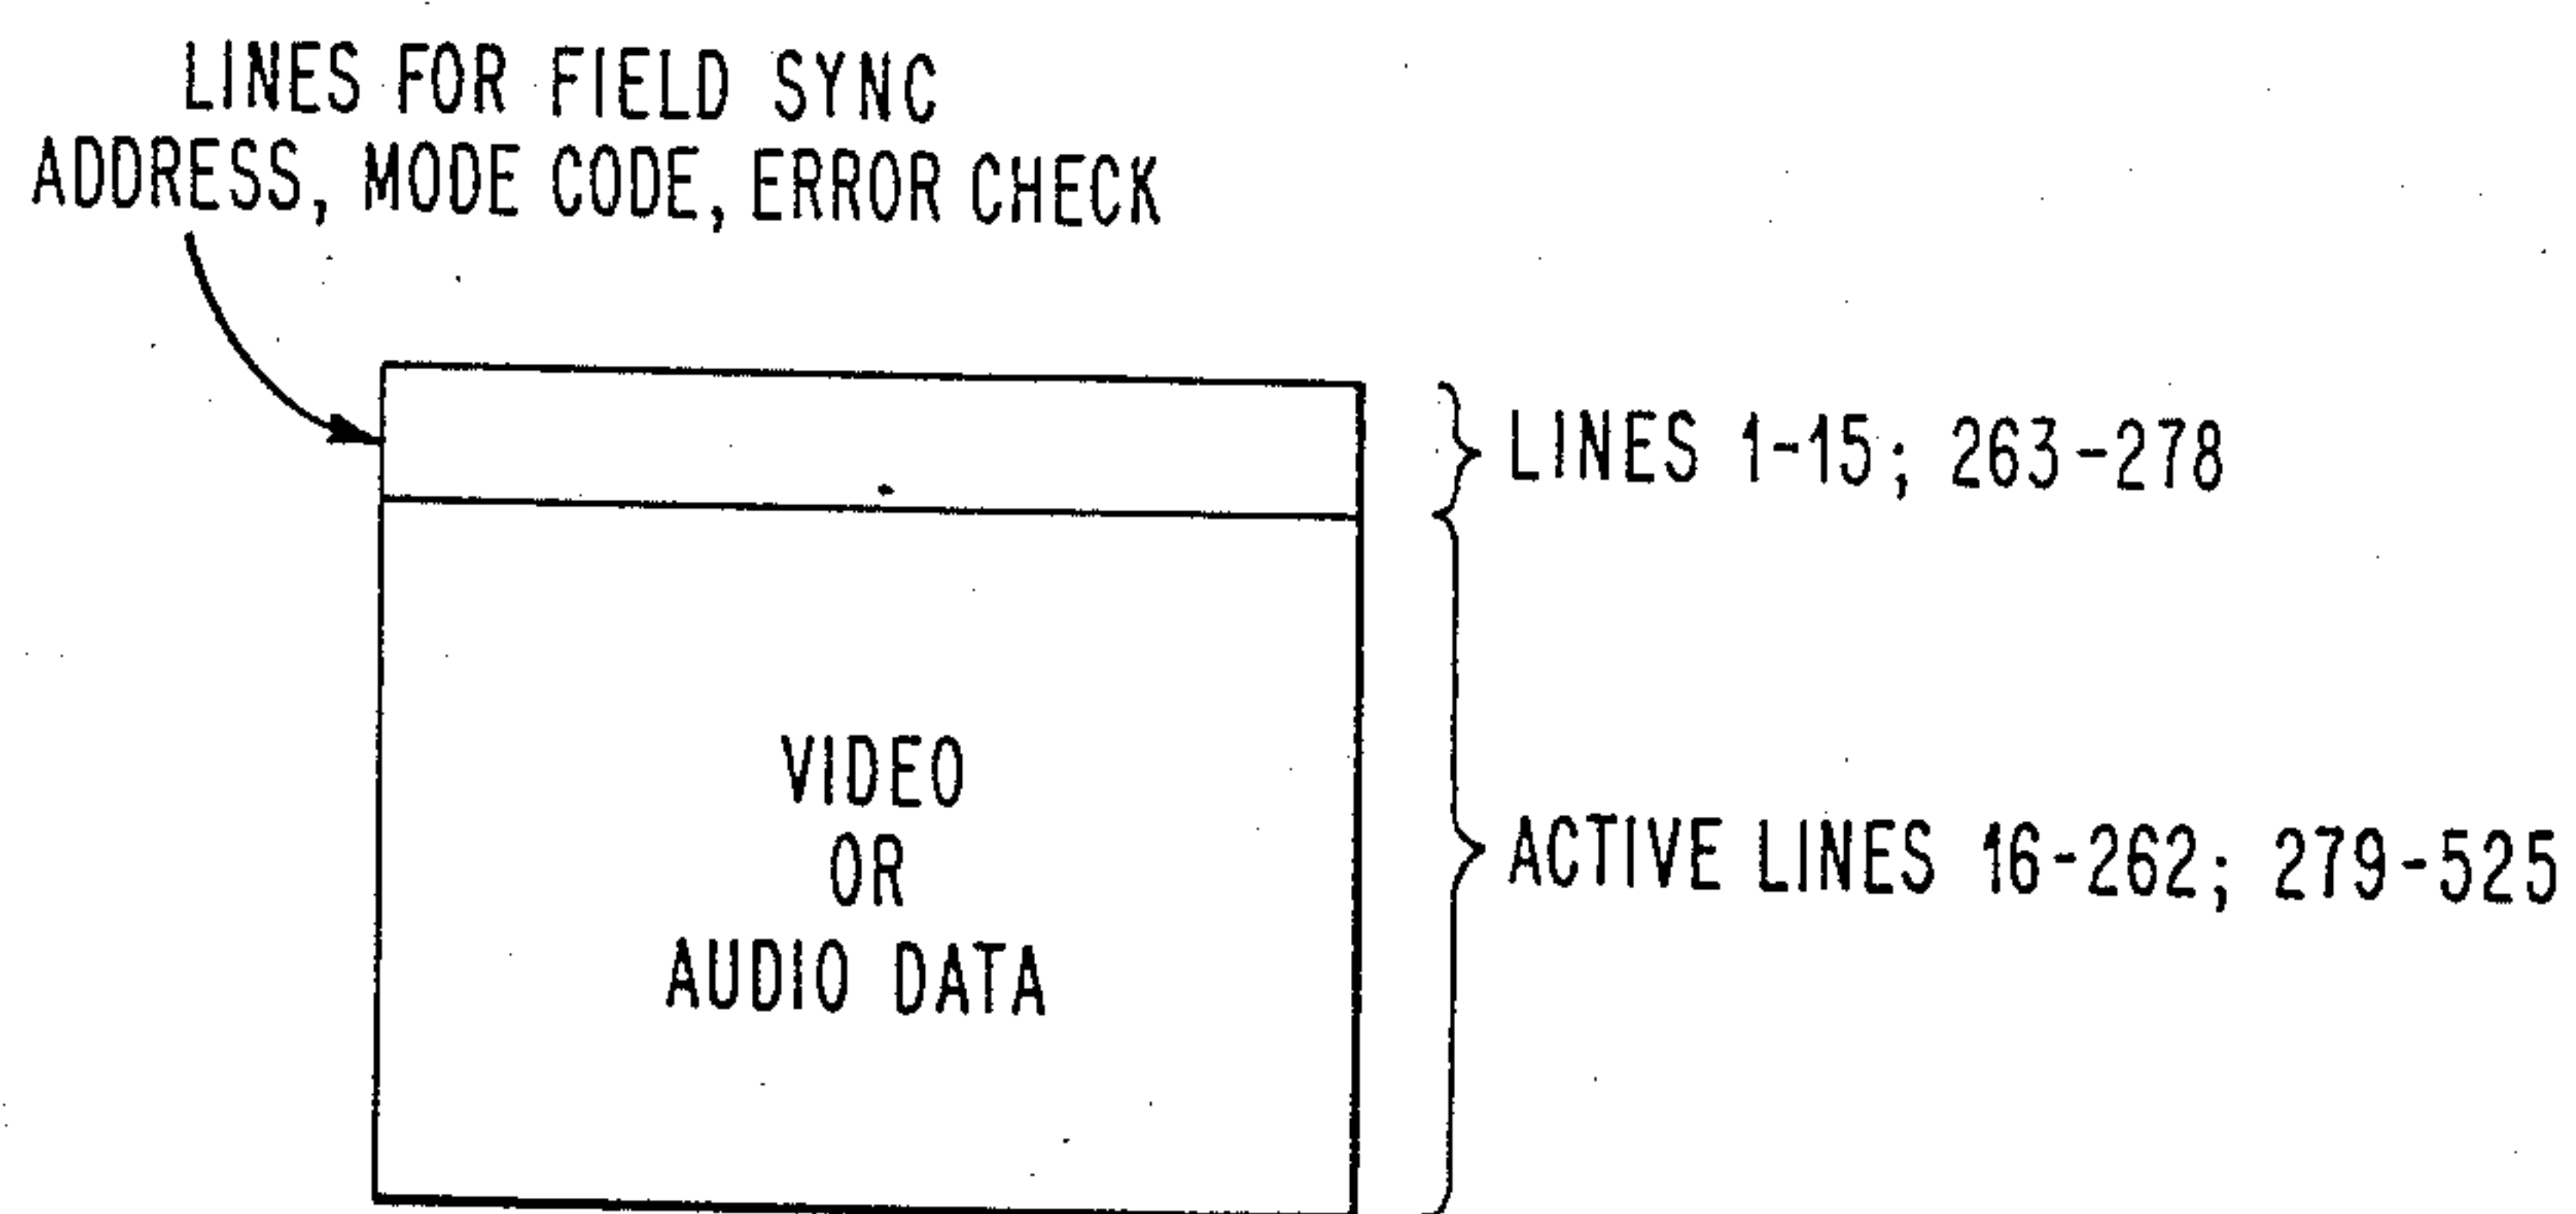 LINES FOR FIELD SYNC
ADDRESS, MODE CODE, ERROR CHECK
LINES 1-15; 263-278
VIDEO
OR
AUDIO DATA
ACTIVE LINES 16-262; 279-525